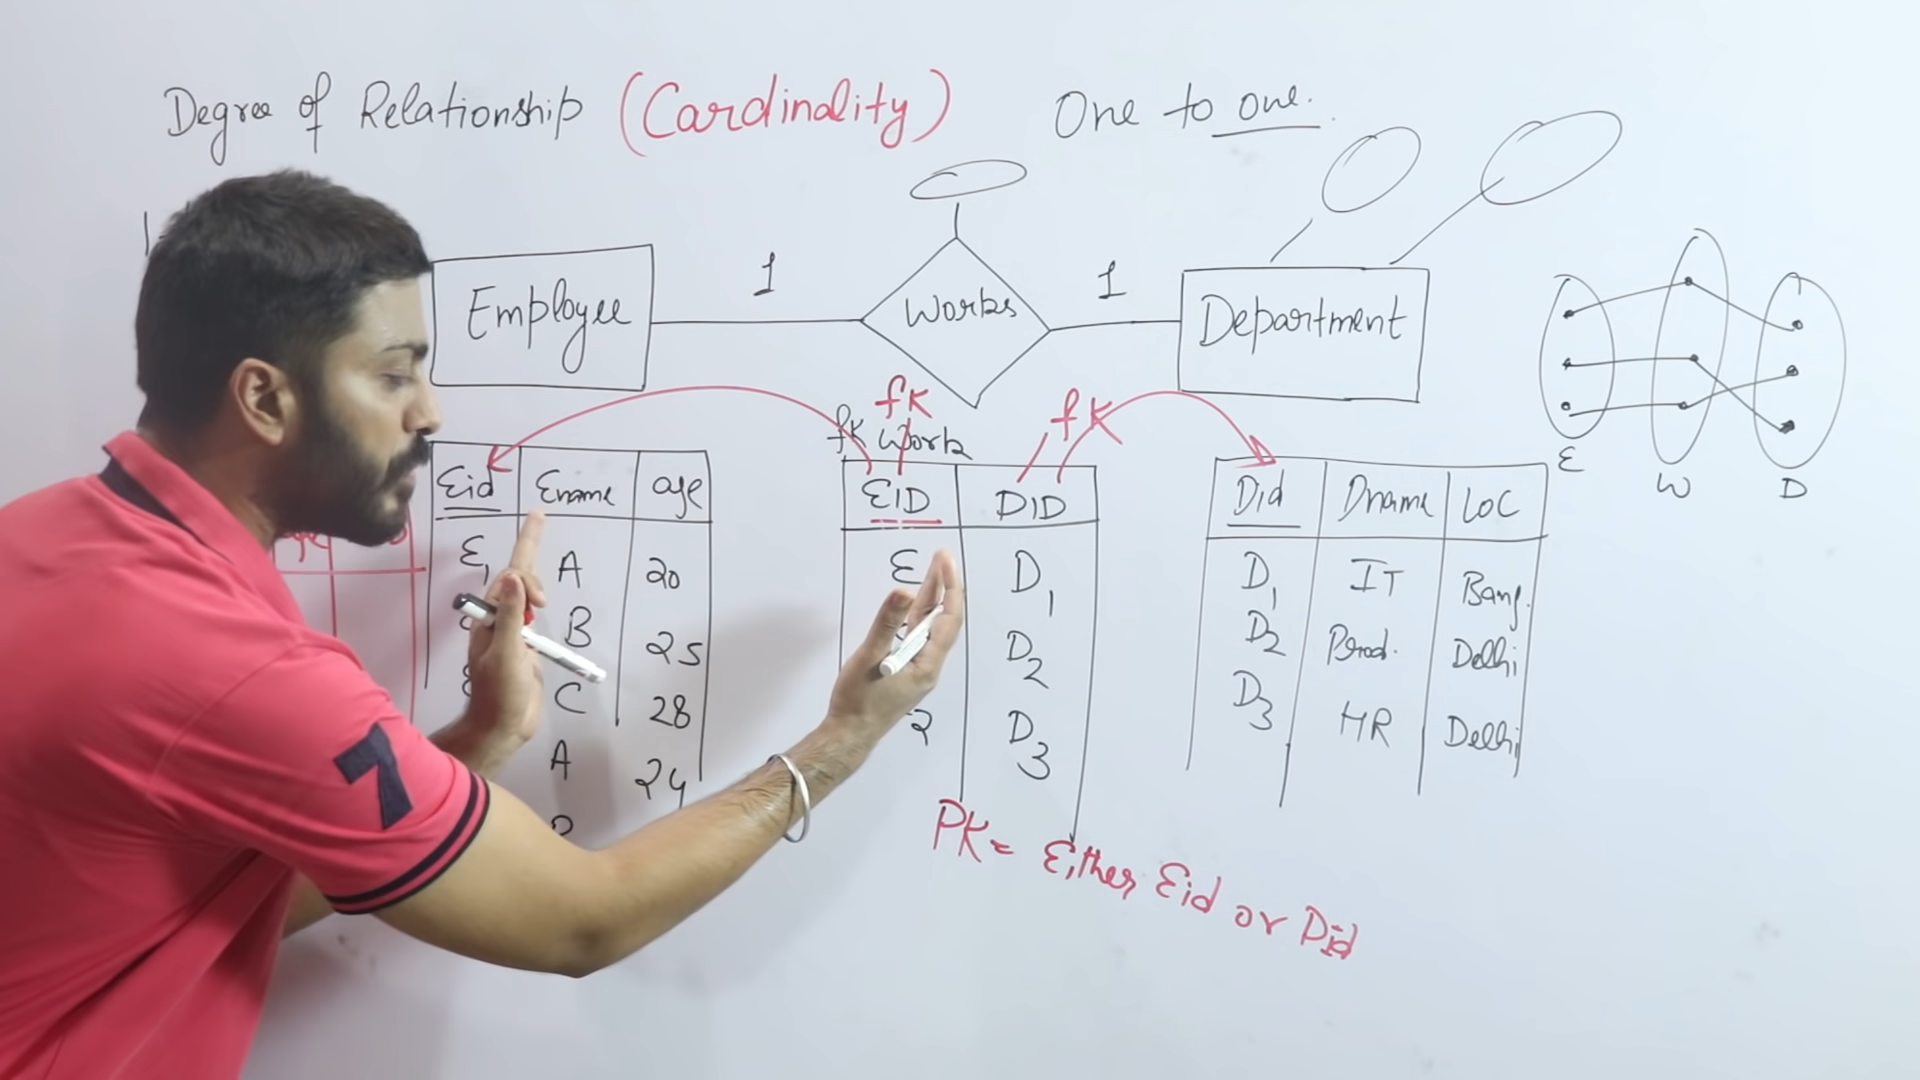 Degree of Relationship (Cardinality) One to one.
Employee 1 Works 1 Department
fK fK
fK Work
E W D
Eid Ename age
E1 A 20
B 25
C 28
A 24
EID DID
E D1
D2
2 D3
Did Dname Loc
D1 IT Bang.
D2 Prod. Delhi
D3 HR Delhi
PK = Either Eid or Did
7